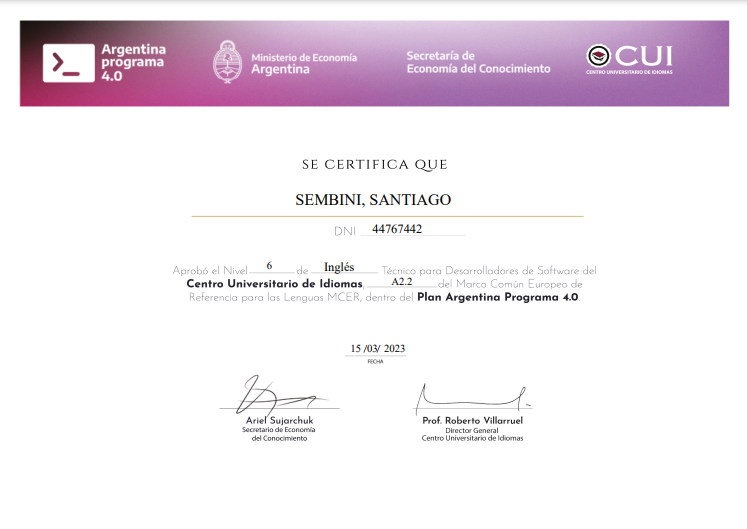 Argentina
programa
4.0
Ministerio de Economía
Argentina
Secretaría de
Economía del Conocimiento
CUI
CENTRO UNIVERSITARIO DE IDIOMAS
SE CERTIFICA QUE
SEMBINI, SANTIAGO
DNI 44767442
Aprobó el Nivel 6 de Inglés Técnico para Desarrolladores de Software del
Centro Universitario de Idiomas, A2.2 del Marco Común Europeo de
Referencia para las Lenguas MCER, dentro del Plan Argentina Programa 4.0
15 /03/ 2023
FECHA
Ariel Sujarchuk
Secretario de Economía
del Conocimiento
Prof. Roberto Villarruel
Director General
Centro Universitario de Idiomas